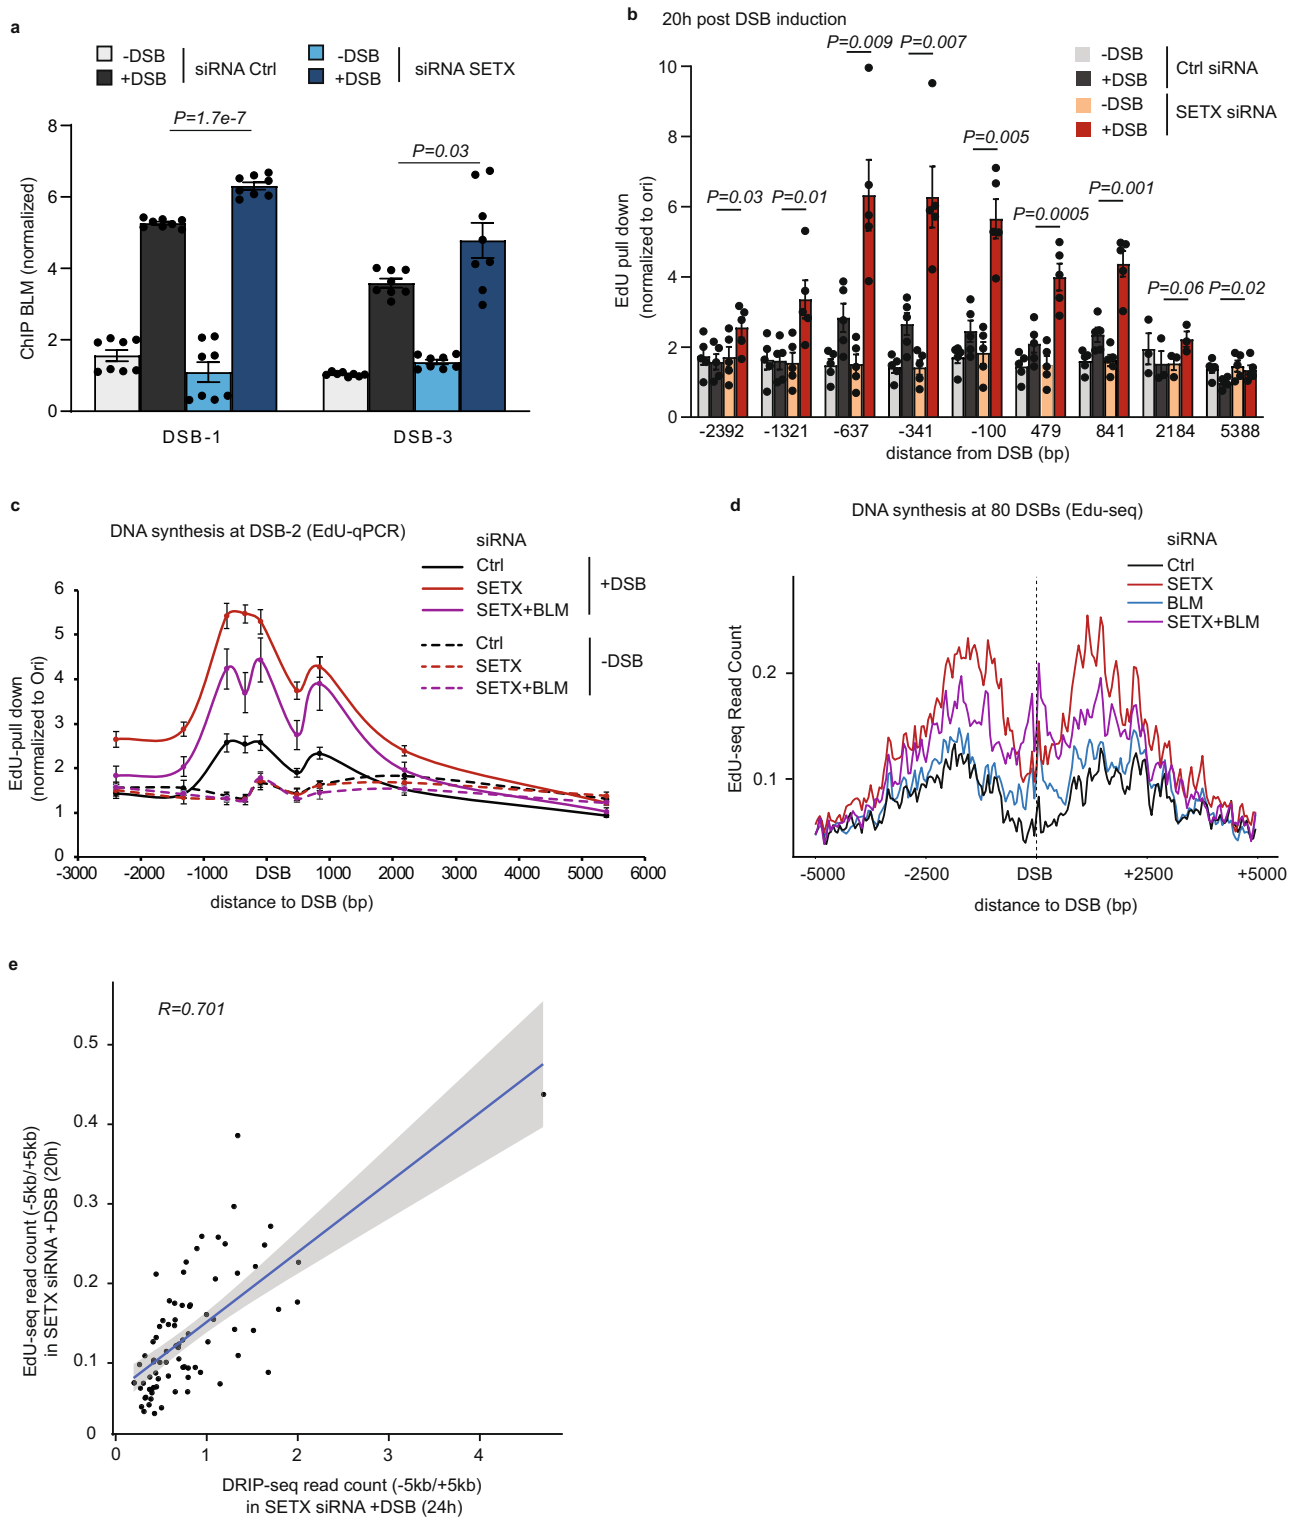 a
-DSB
+DSB
siRNA Ctrl
-DSB
+DSB
siRNA SETX
P=1.7e-7
P=0.03
ChIP BLM (normalized)
8
6
4
2
0
DSB-1
DSB-3
b
20h post DSB induction
-DSB
+DSB
Ctrl siRNA
-DSB
+DSB
SETX siRNA
P=0.009
P=0.007
P=0.005
P=0.03
P=0.01
P=0.0005
P=0.001
P=0.06
P=0.02
EdU pull down
(normalized to ori)
10
8
6
4
2
0
-2392
-1321
-637
-341
-100
479
841
2184
5388
distance from DSB (bp)
c
DNA synthesis at DSB-2 (EdU-qPCR)
siRNA
Ctrl
SETX
SETX+BLM
+DSB
Ctrl
SETX
SETX+BLM
-DSB
EdU-pull down
(normalized to Ori)
6
5
4
3
2
1
0
-3000
-2000
-1000
DSB
1000
2000
3000
4000
5000
6000
distance to DSB (bp)
d
DNA synthesis at 80 DSBs (Edu-seq)
siRNA
Ctrl
SETX
BLM
SETX+BLM
EdU-seq Read Count
0.2
0.1
-5000
-2500
DSB
+2500
+5000
distance to DSB (bp)
e
R=0.701
EdU-seq read count (-5kb/+5kb)
in SETX siRNA +DSB (20h)
0.5
0.4
0.3
0.2
0.1
0
0
1
2
3
4
DRIP-seq read count (-5kb/+5kb)
in SETX siRNA +DSB (24h)